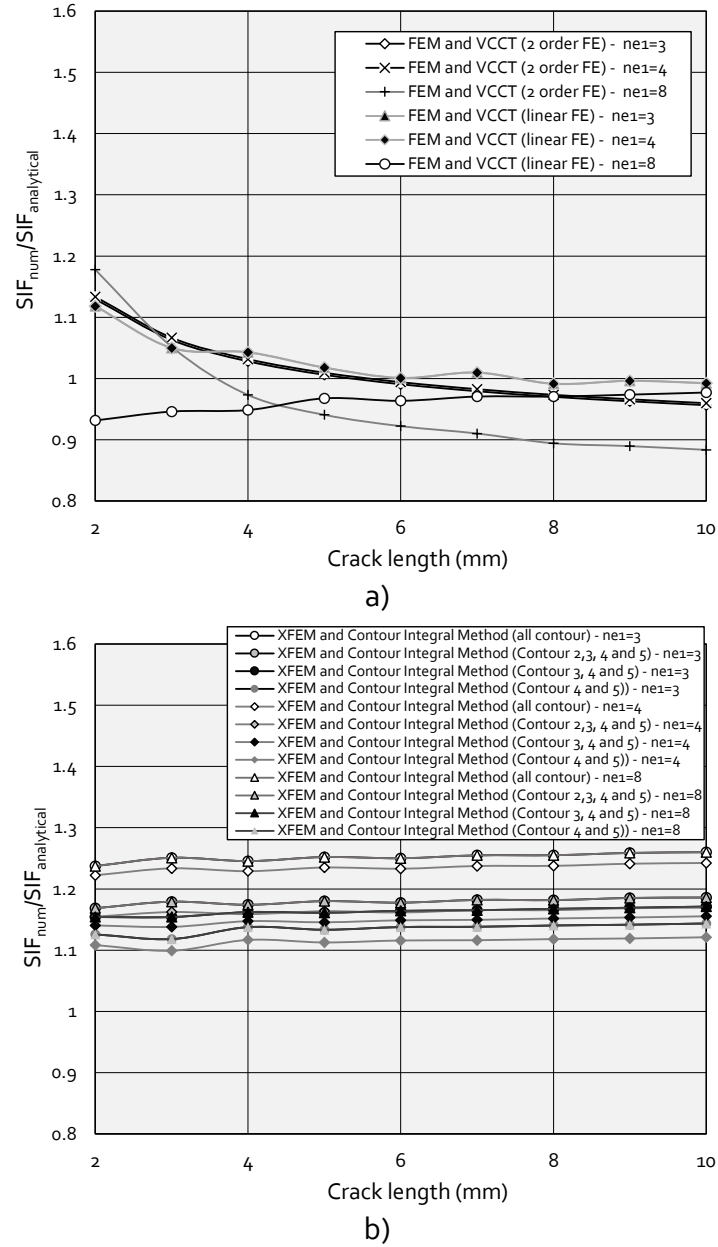 1.6
1.5
1.4
1.3
1.2
1.1
1
0.9
0.8
SIFnum/SIFanalytical
FEM and VCCT (2 order FE) - ne1=3
FEM and VCCT (2 order FE) - ne1=4
FEM and VCCT (2 order FE) - ne1=8
FEM and VCCT (linear FE) - ne1=3
FEM and VCCT (linear FE) - ne1=4
FEM and VCCT (linear FE) - ne1=8
2 4 6 8 10
Crack length (mm)
a)
1.6
1.5
1.4
1.3
1.2
1.1
1
0.9
0.8
SIFnum/SIFanalytical
XFEM and Contour Integral Method (all contour) - ne1=3
XFEM and Contour Integral Method (Contour 2,3, 4 and 5) - ne1=3
XFEM and Contour Integral Method (Contour 3, 4 and 5) - ne1=3
XFEM and Contour Integral Method (Contour 4 and 5)) - ne1=3
XFEM and Contour Integral Method (all contour) - ne1=4
XFEM and Contour Integral Method (Contour 2,3, 4 and 5) - ne1=4
XFEM and Contour Integral Method (Contour 3, 4 and 5) - ne1=4
XFEM and Contour Integral Method (Contour 4 and 5)) - ne1=4
XFEM and Contour Integral Method (all contour) - ne1=8
XFEM and Contour Integral Method (Contour 2,3, 4 and 5) - ne1=8
XFEM and Contour Integral Method (Contour 3, 4 and 5) - ne1=8
XFEM and Contour Integral Method (Contour 4 and 5)) - ne1=8
2 4 6 8 10
Crack length (mm)
b)